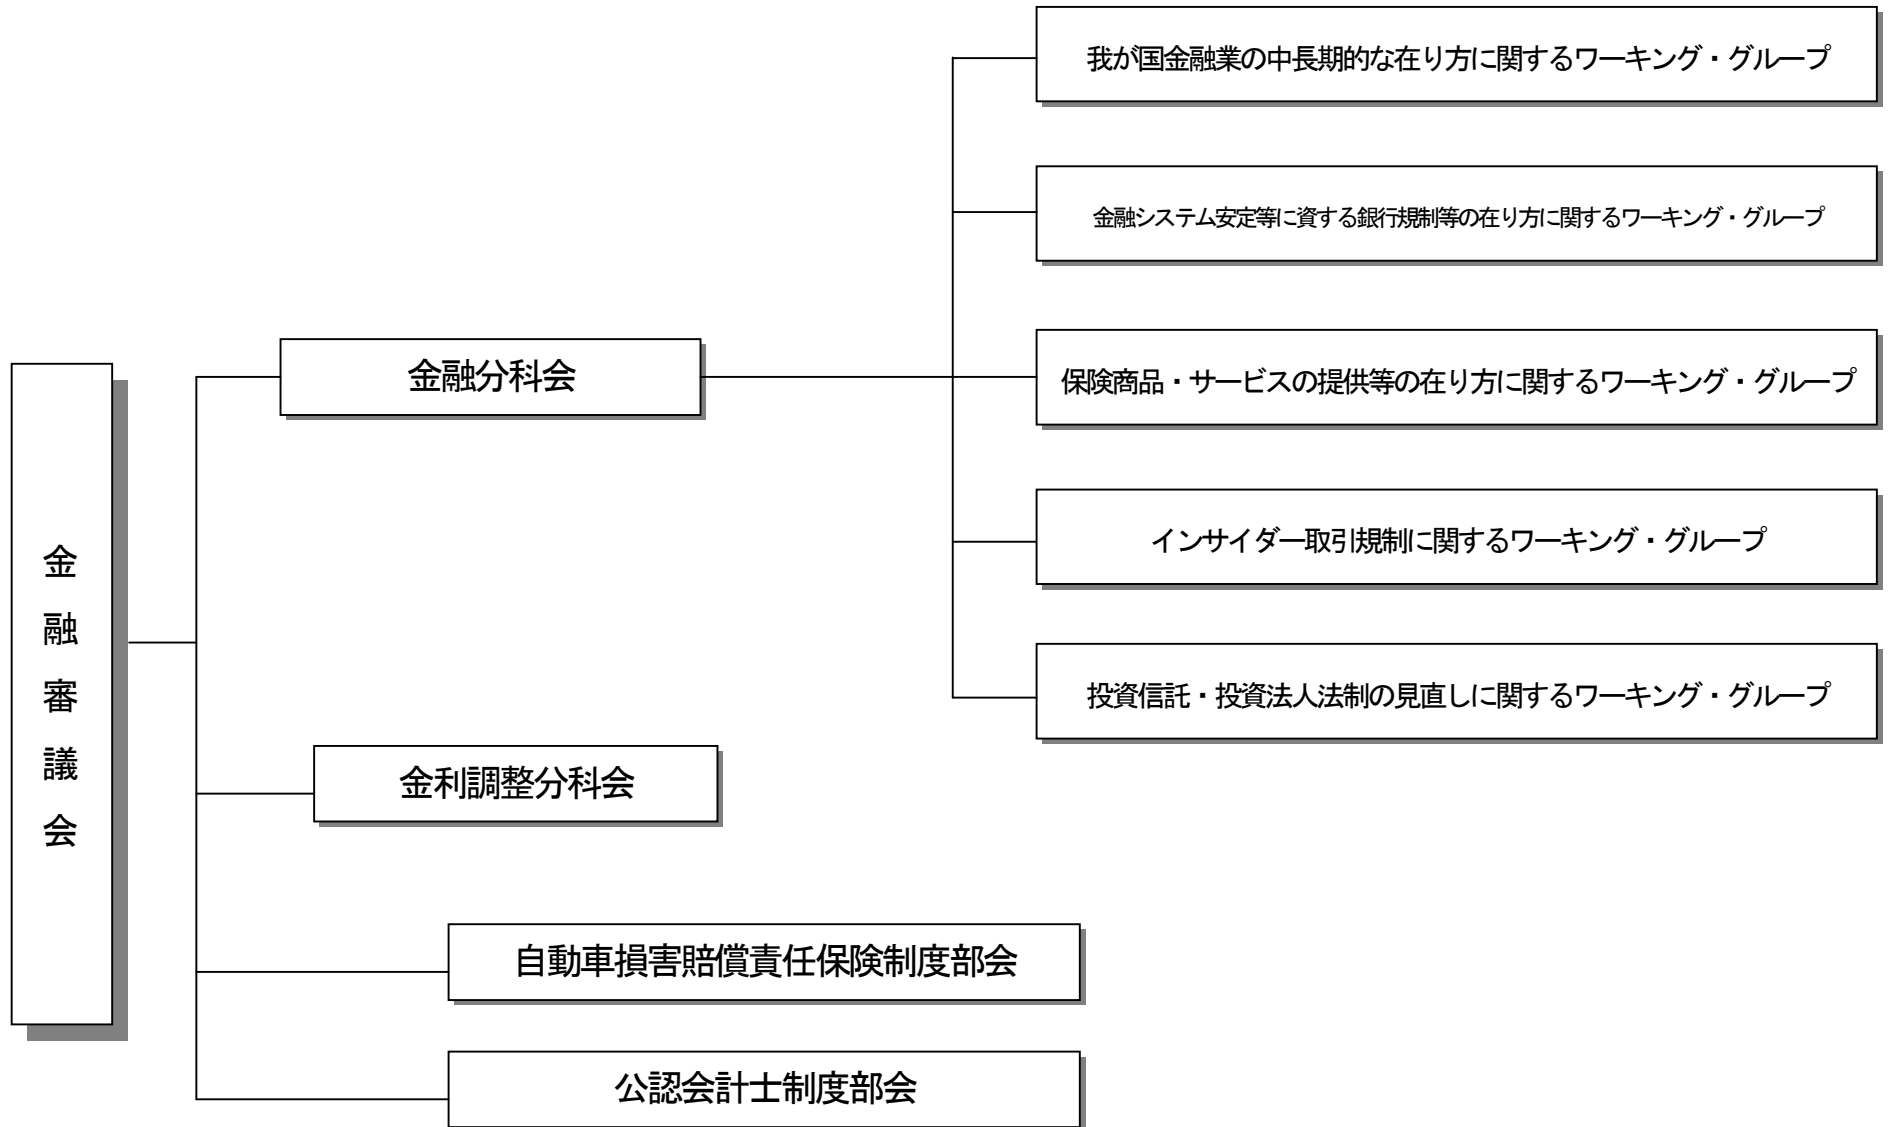 金融審議会
金融分科会
我が国金融業の中長期的な在り方に関するワーキング・グループ
金融システム安定等に資する銀行規制等の在り方に関するワーキング・グループ
保険商品・サービスの提供等の在り方に関するワーキング・グループ
インサイダー取引規制に関するワーキング・グループ
投資信託・投資法人法制の見直しに関するワーキング・グループ
金利調整分科会
自動車損害賠償責任保険制度部会
公認会計士制度部会